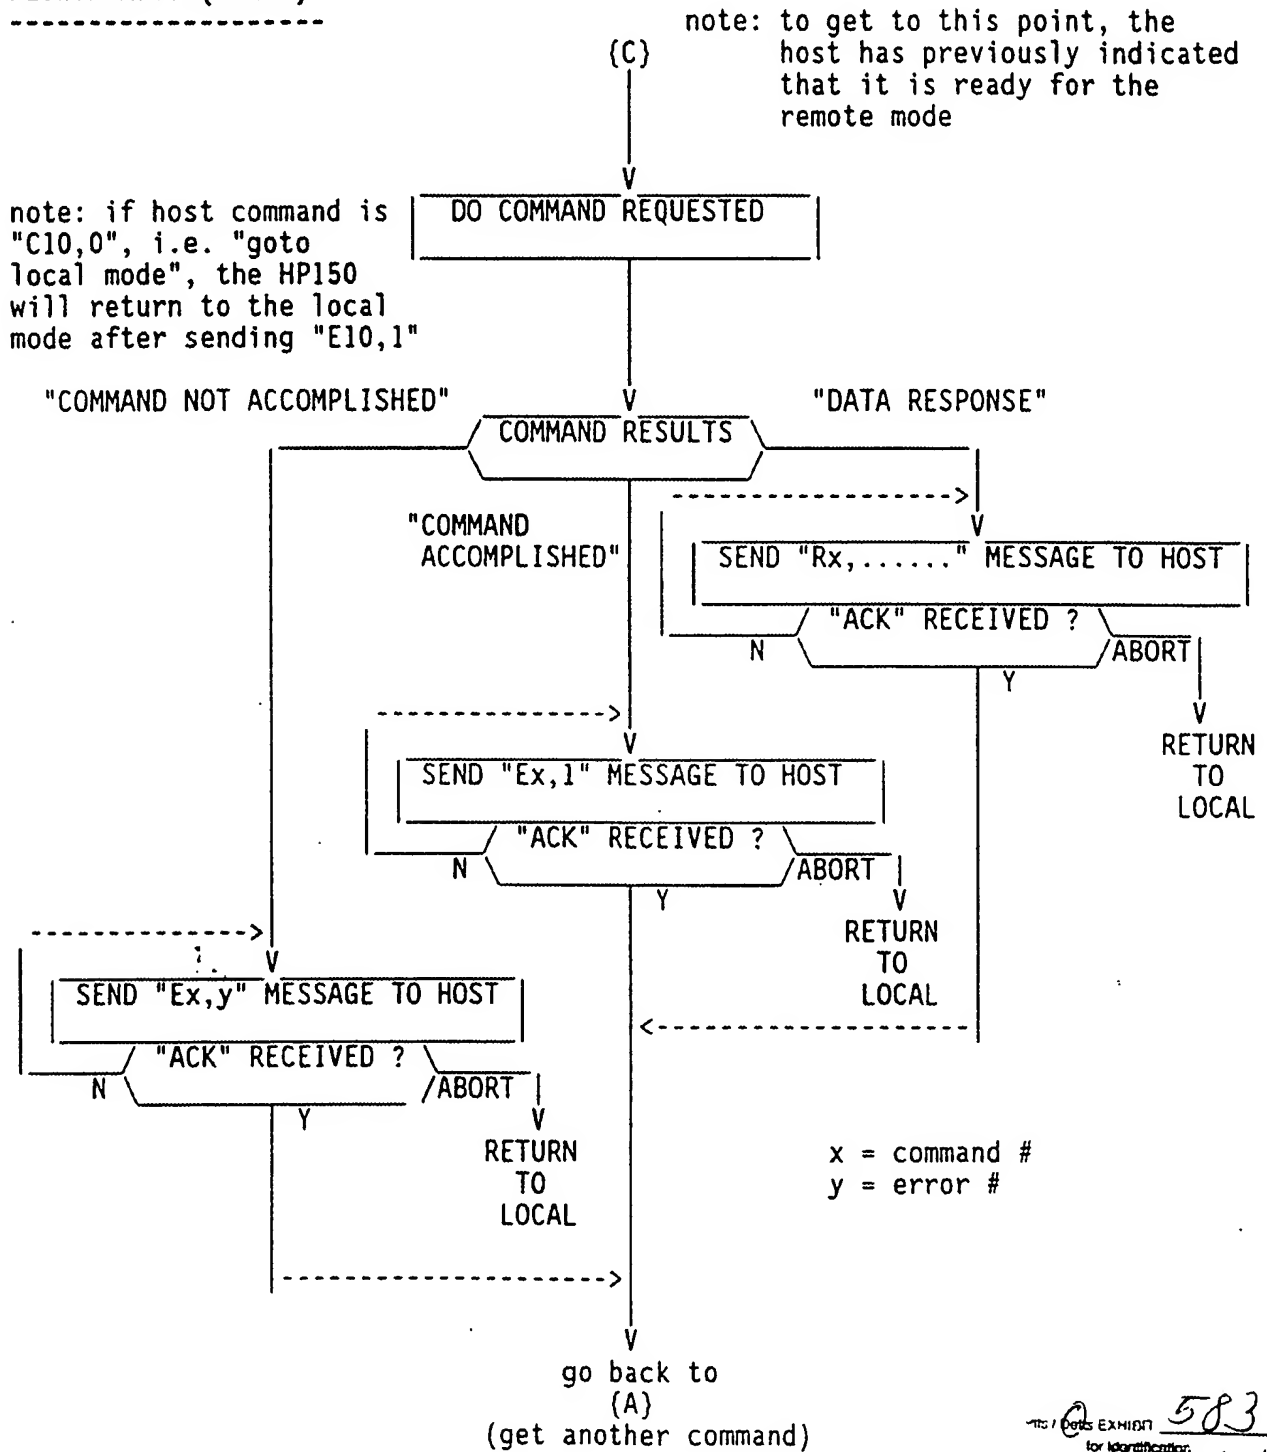 note: to get to this point, the
host has previously indicated
that it is ready for the
remote mode
{C}
V
note: if host command is
"C10,0", i.e. "goto
local mode", the HP150
will return to the local
mode after sending "E10,1"
DO COMMAND REQUESTED
"COMMAND NOT ACCOMPLISHED"
V
"DATA RESPONSE"
COMMAND RESULTS
"COMMAND
ACCOMPLISHED"
V
SEND "Rx,......" MESSAGE TO HOST
"ACK" RECEIVED ?
N
ABORT
Y
V
RETURN
TO
LOCAL
V
SEND "Ex,1" MESSAGE TO HOST
"ACK" RECEIVED ?
N
ABORT
Y
V
RETURN
TO
LOCAL
V
SEND "Ex,y" MESSAGE TO HOST
"ACK" RECEIVED ?
N
ABORT
Y
V
RETURN
TO
LOCAL
x = command #
y = error #
V
go back to
{A}
(get another command)
EXHIBIT 583
for Identification